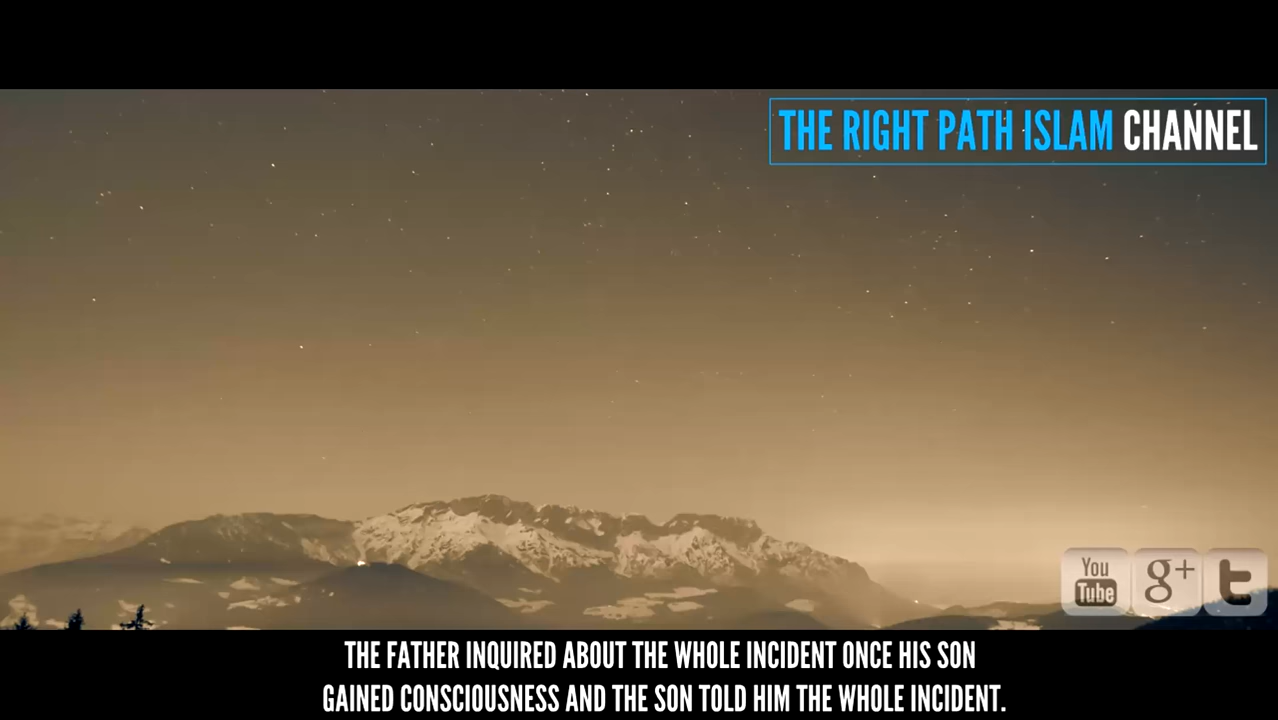 THE RIGHT PATH ISLAM CHANNEL
You
Tube
g+
t
THE FATHER INQUIRED ABOUT THE WHOLE INCIDENT ONCE HIS SON
GAINED CONSCIOUSNESS AND THE SON TOLD HIM THE WHOLE INCIDENT.